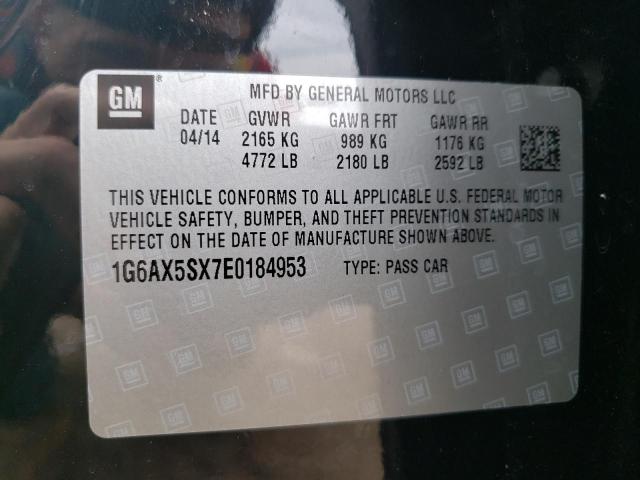 GM
MFD BY GENERAL MOTORS LLC
DATE GVWR GAWR FRT GAWR RR
04/14 2165 KG 989 KG 1176 KG
4772 LB 2180 LB 2592 LB
THIS VEHICLE CONFORMS TO ALL APPLICABLE U.S. FEDERAL MOTOR
VEHICLE SAFETY, BUMPER, AND THEFT PREVENTION STANDARDS IN
EFFECT ON THE DATE OF MANUFACTURE SHOWN ABOVE.
1G6AX5SX7E0184953 TYPE: PASS CAR